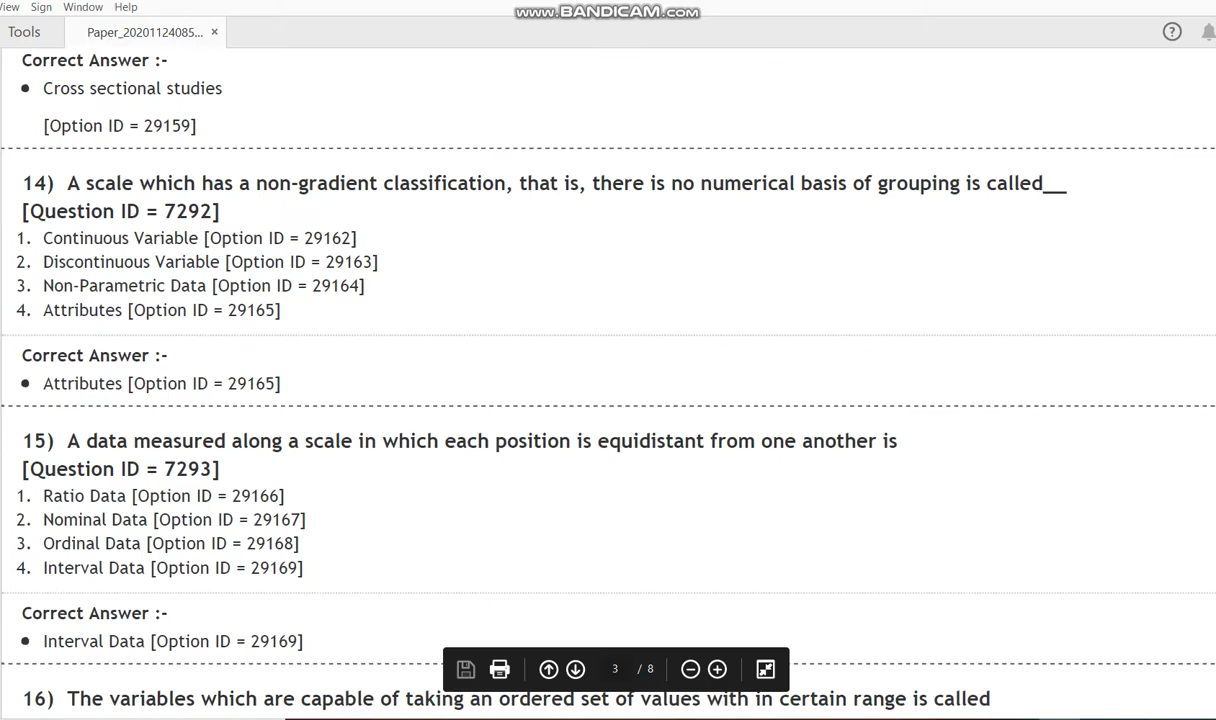 View Sign Window Help
www.BANDICAM.com
Tools Paper_20201124085... ×
Correct Answer :-
• Cross sectional studies
[Option ID = 29159]
14) A scale which has a non-gradient classification, that is, there is no numerical basis of grouping is called__
[Question ID = 7292]
1. Continuous Variable [Option ID = 29162]
2. Discontinuous Variable [Option ID = 29163]
3. Non-Parametric Data [Option ID = 29164]
4. Attributes [Option ID = 29165]
Correct Answer :-
• Attributes [Option ID = 29165]
15) A data measured along a scale in which each position is equidistant from one another is
[Question ID = 7293]
1. Ratio Data [Option ID = 29166]
2. Nominal Data [Option ID = 29167]
3. Ordinal Data [Option ID = 29168]
4. Interval Data [Option ID = 29169]
Correct Answer :-
• Interval Data [Option ID = 29169]
3 / 8
16) The variables which are capable of taking an ordered set of values with in certain range is called